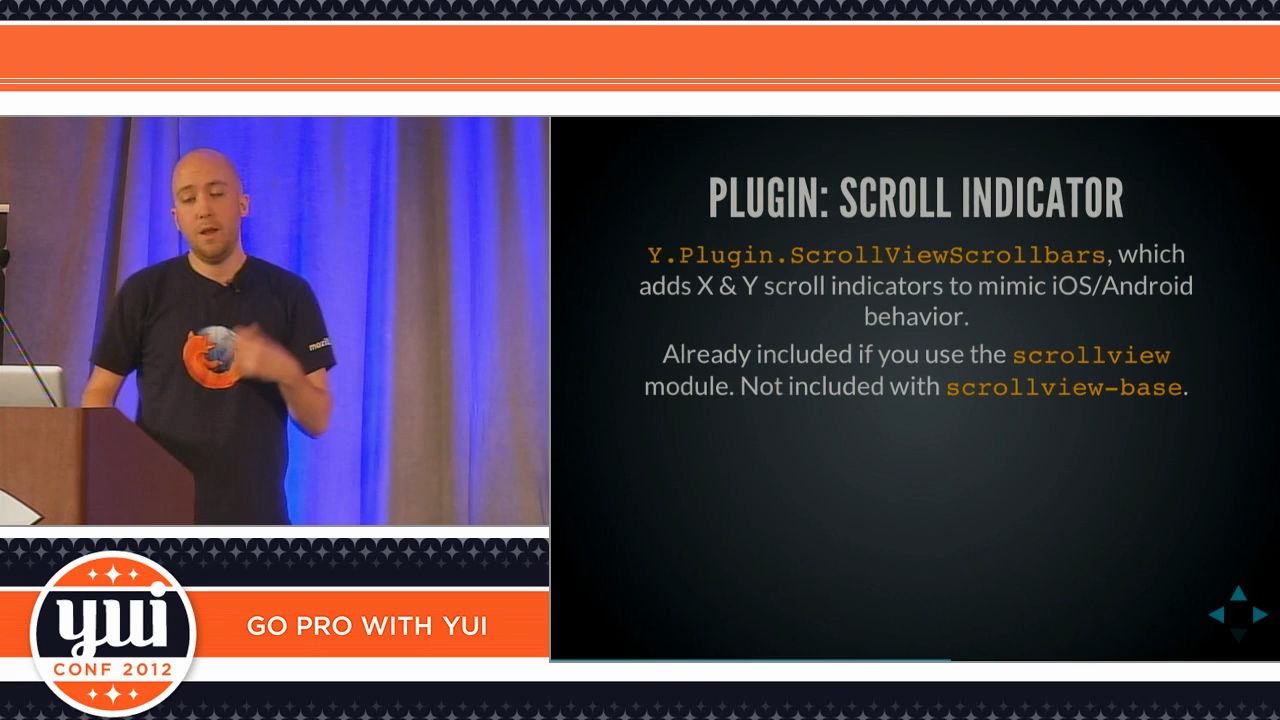 PLUGIN: SCROLL INDICATOR
Y.Plugin.ScrollViewScrollbars, which
adds X & Y scroll indicators to mimic iOS/Android
behavior.
Already included if you use the scrollview
module. Not included with scrollview-base.
yui
CONF 2012
GO PRO WITH YUI